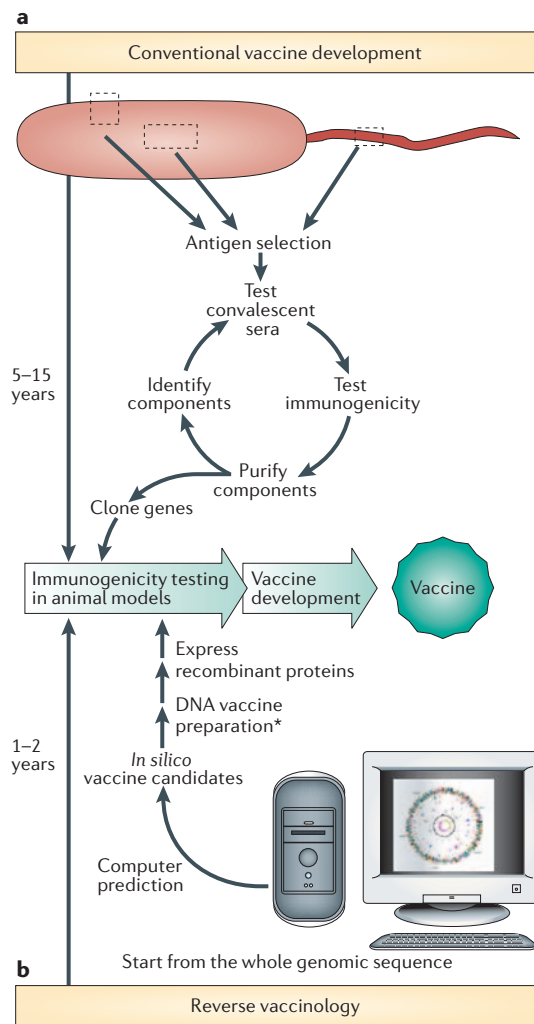 a
Conventional vaccine development
Antigen selection
Test
convalescent
sera
5–15
years
Identify
components
Test
immunogenicity
Purify
components
Clone genes
Immunogenicity testing
in animal models
Vaccine
development
Vaccine
Express
recombinant proteins
DNA vaccine
preparation*
1–2
years
In silico
vaccine candidates
Computer
prediction
Start from the whole genomic sequence
b
Reverse vaccinology